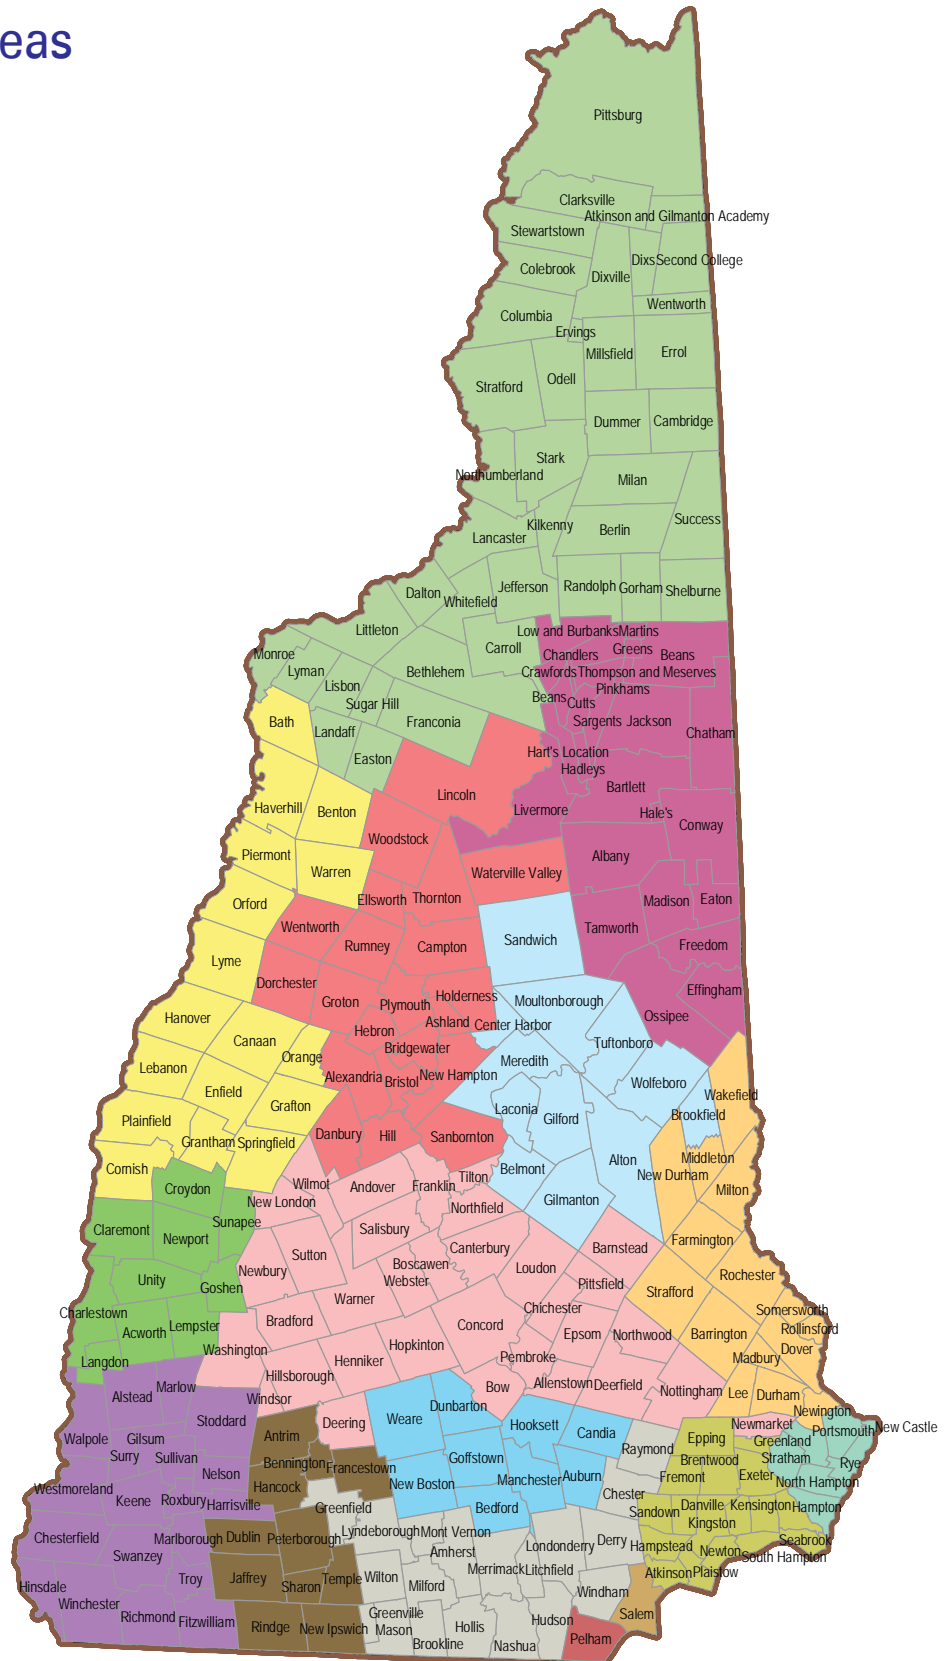 eas
Pittsburg
Clarksville
Atkinson and Gilmanton Academy
Stewartstown
Dixs
Second College
Colebrook
Dixville
Wentworth
Columbia
Ervings
Millsfield
Errol
Odell
Stratford
Dummer
Cambridge
Stark
Northumberland
Milan
Success
Kilkenny
Berlin
Lancaster
Jefferson
Randolph
Gorham
Shelburne
Dalton
Whitefield
Littleton
Low and Burbanks
Martins
Carroll
Chandlers
Greens
Beans
Monroe
Lyman
Bethlehem
Crawfords
Thompson and Meserves
Lisbon
Pinkhams
Sugar Hill
Beans
Cutts
Bath
Landaff
Franconia
Sargents
Jackson
Chatham
Easton
Hart's Location
Hadleys
Lincoln
Bartlett
Haverhill
Benton
Livermore
Hale's
Conway
Woodstock
Piermont
Albany
Warren
Waterville Valley
Orford
Ellsworth
Thornton
Madison
Eaton
Wentworth
Tamworth
Rumney
Campton
Sandwich
Freedom
Lyme
Dorchester
Effingham
Groton
Plymouth
Holderness
Moultonborough
Hanover
Hebron
Ashland
Center Harbor
Ossipee
Canaan
Bridgewater
Tuftonboro
Orange
Lebanon
Meredith
Enfield
Alexandria
Bristol
New Hampton
Wolfeboro
Wakefield
Grafton
Laconia
Gilford
Brookfield
Plainfield
Grantham
Springfield
Danbury
Hill
Sanbornton
Cornish
Belmont
Alton
New Durham
Middleton
Croydon
Wilmot
Andover
Franklin
Tilton
Gilmanton
Milton
New London
Northfield
Claremont
Sunapee
Newport
Salisbury
Canterbury
Barnstead
Farmington
Sutton
Boscawen
Loudon
Unity
Newbury
Webster
Pittsfield
Rochester
Goshen
Strafford
Warner
Charlestown
Bradford
Chichester
Somersworth
Acworth
Lempster
Concord
Epsom
Northwood
Barrington
Rollinsford
Hopkinton
Dover
Washington
Langdon
Henniker
Pembroke
Madbury
Hillsborough
Allenstown
Deerfield
Marlow
Alstead
Bow
Nottingham
Lee
Durham
Windsor
Dunbarton
Newington
Stoddard
Deering
Weare
Hooksett
Newmarket
Portsmouth
New Castle
Walpole
Gilsum
Antrim
Candia
Epping
Greenland
Surry
Sullivan
Goffstown
Raymond
Stratham
Bennington
Francestown
Brentwood
Rye
Nelson
Manchester
Auburn
Fremont
Exeter
North Hampton
Westmoreland
Hancock
New Boston
Chester
Keene
Roxbury
Harrisville
Greenfield
Bedford
Sandown
Danville
Kensington
Hampton
Chesterfield
Marlborough
Dublin
Peterborough
Lyndeborough
Mont Vernon
Kingston
Swanzey
Amherst
Londonderry
Derry
Hampstead
Newton
Seabrook
South Hampton
Troy
Jaffrey
Sharon
Temple
Wilton
Merrimack
Litchfield
Atkinson
Plaistow
Hinsdale
Milford
Windham
Winchester
Richmond
Fitzwilliam
Greenville
Salem
Rindge
New Ipswich
Mason
Hollis
Hudson
Brookline
Nashua
Pelham